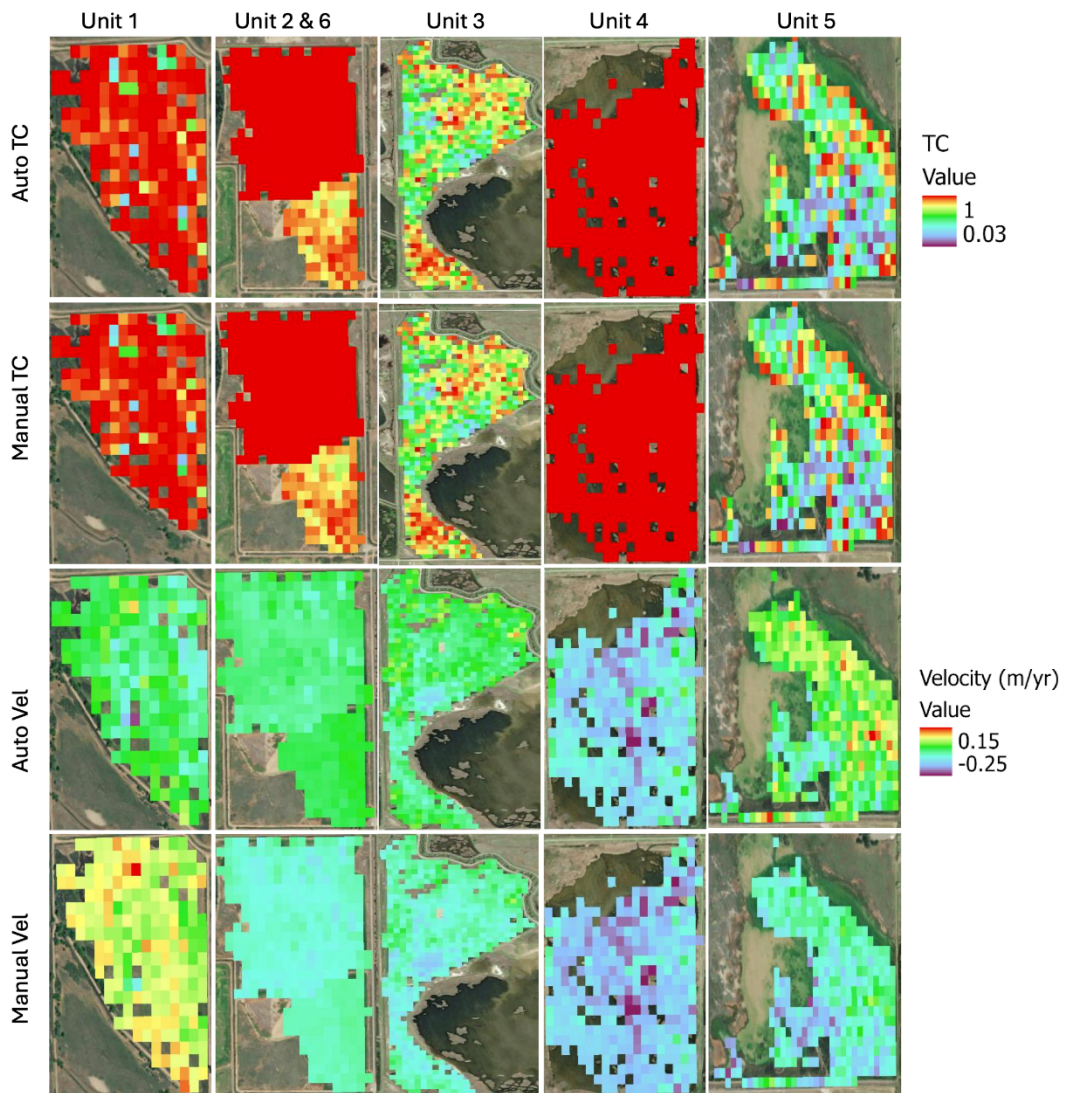 Unit 1
Unit 2 & 6
Unit 3
Unit 4
Unit 5
Auto TC
TC
Value
1
0.03
Manual TC
Auto Vel
Velocity (m/yr)
Value
0.15
-0.25
Manual Vel